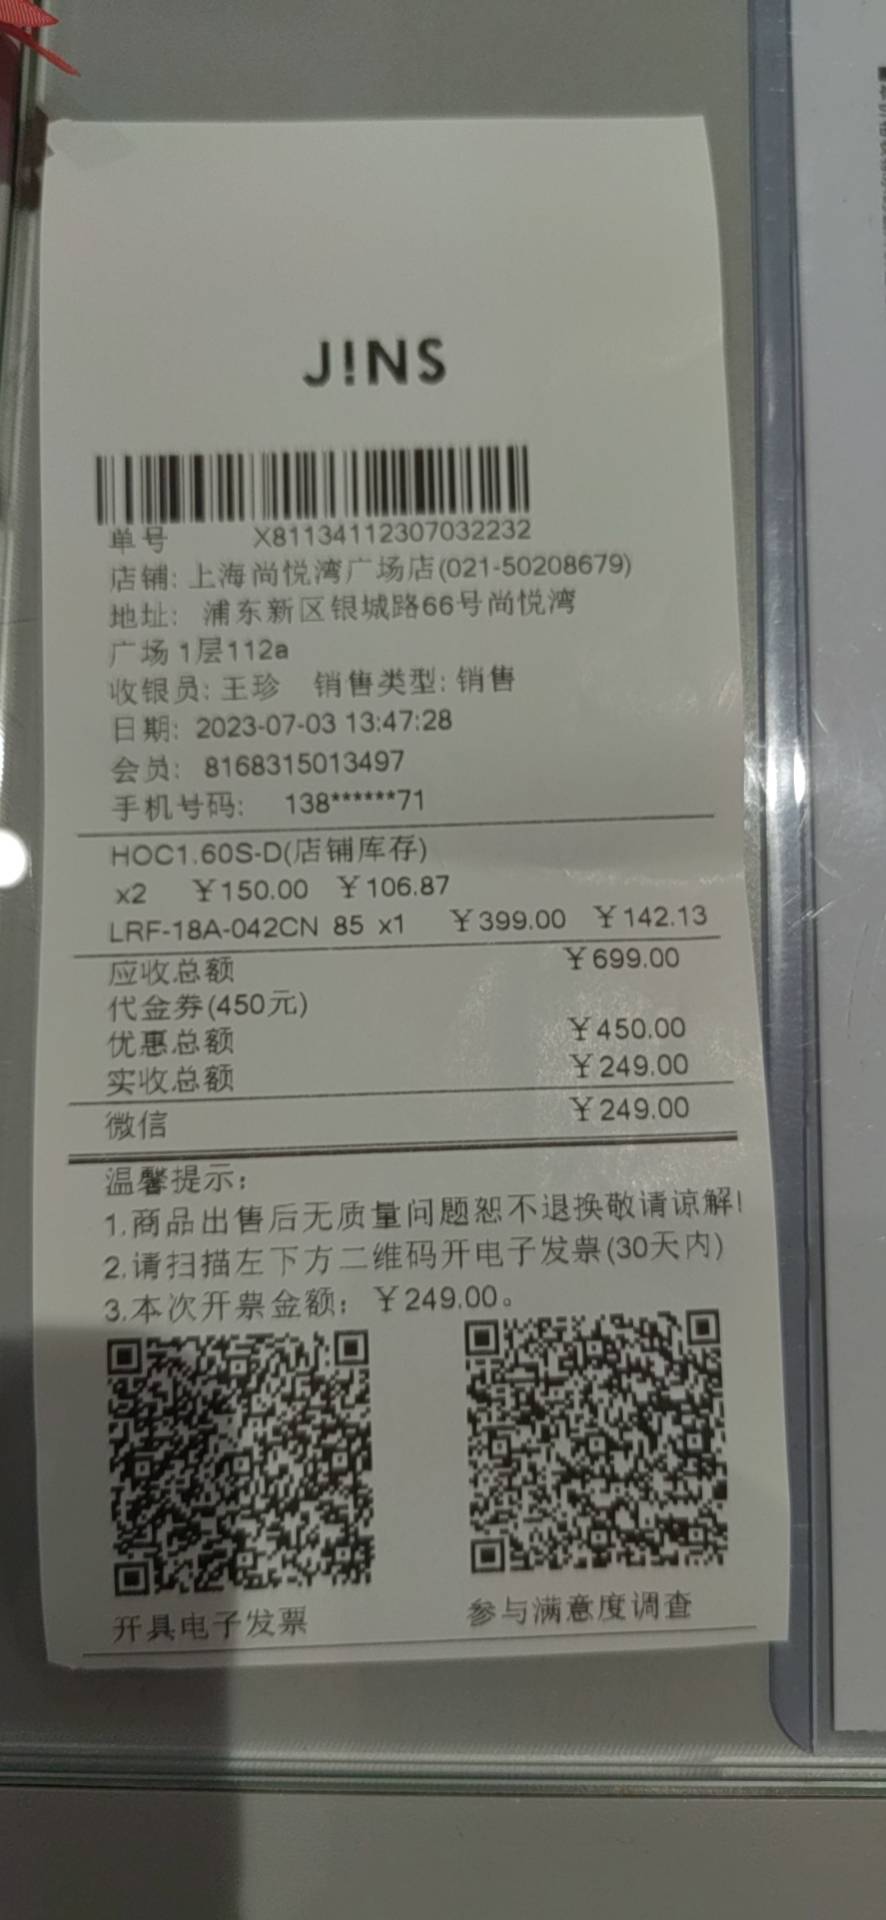 J!NS
单号 X81134112307032232
店铺: 上海尚悦湾广场店(021-50208679)
地址: 浦东新区银城路66号尚悦湾
广场 1层112a
收银员: 王珍 销售类型: 销售
日期: 2023-07-03 13:47:28
会员: 8168315013497
手机号码: 138******71
HOC1.60S-D(店铺库存)
x2 ￥150.00 ￥106.87
LRF-18A-042CN 85 x1 ￥399.00 ￥142.13
应收总额 ￥699.00
代金券(450元)
优惠总额 ￥450.00
实收总额 ￥249.00
微信 ￥249.00
温馨提示:
1.商品出售后无质量问题恕不退换敬请谅解!
2.请扫描左下方二维码开电子发票(30天内)
3.本次开票金额: ￥249.00。
开具电子发票 参与满意度调查